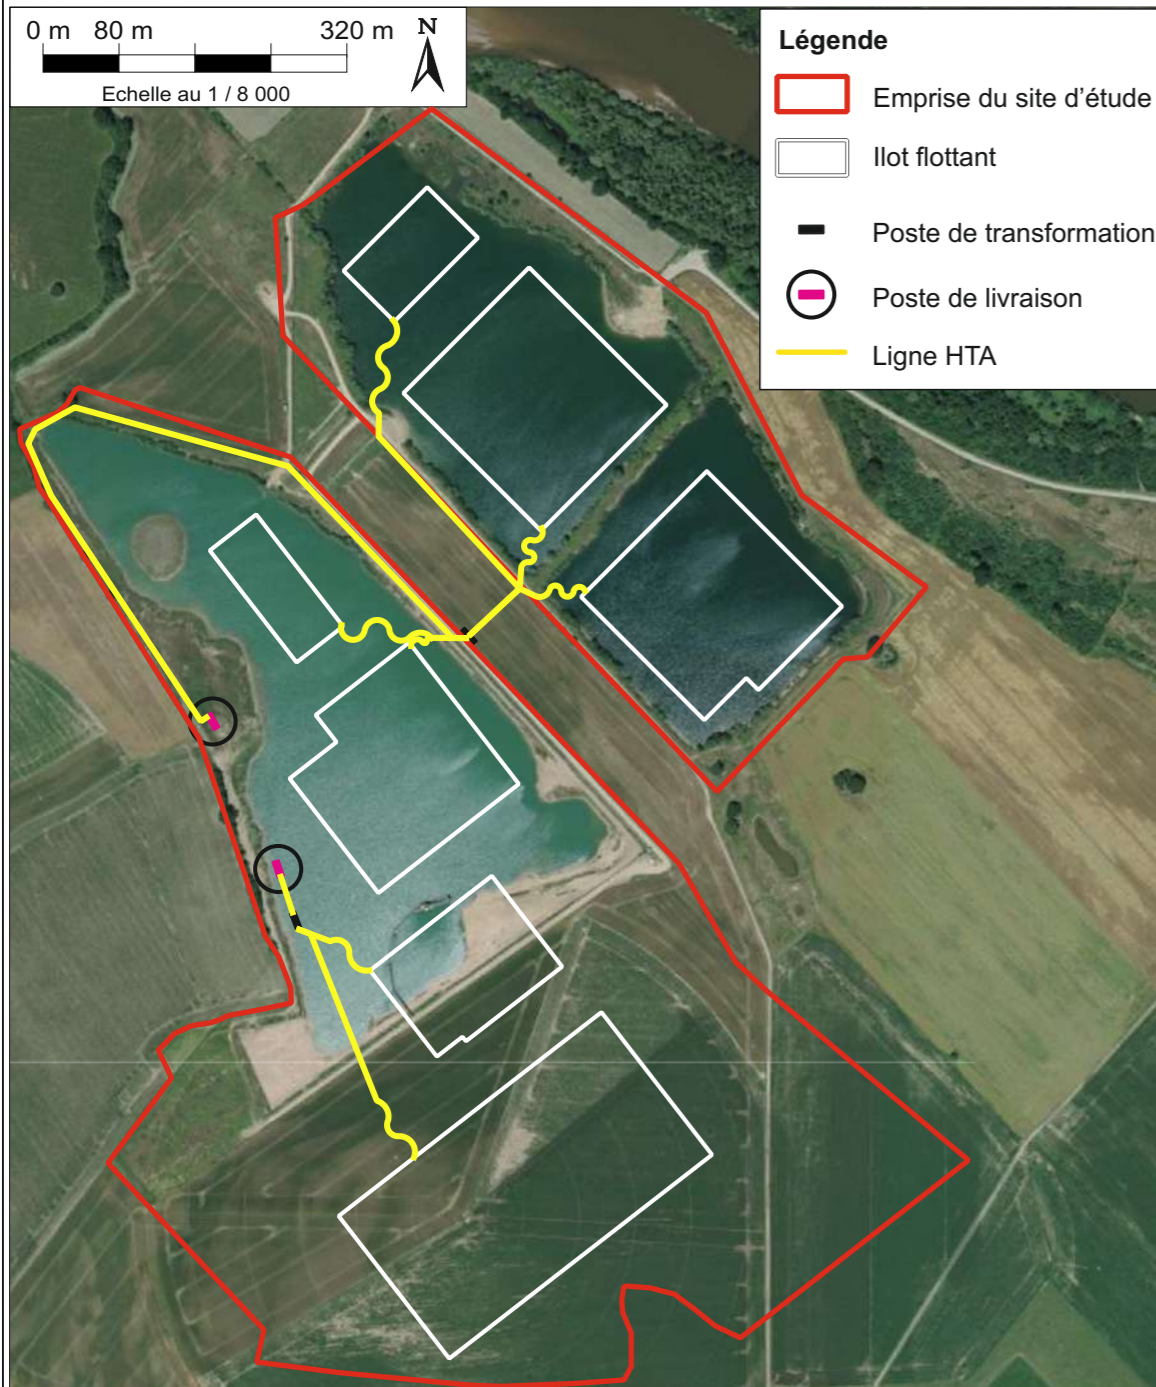 0 m 80 m 320 m
N
Echelle au 1 / 8 000
Légende
Emprise du site d'étude
Ilot flottant
Poste de transformation
Poste de livraison
Ligne HTA